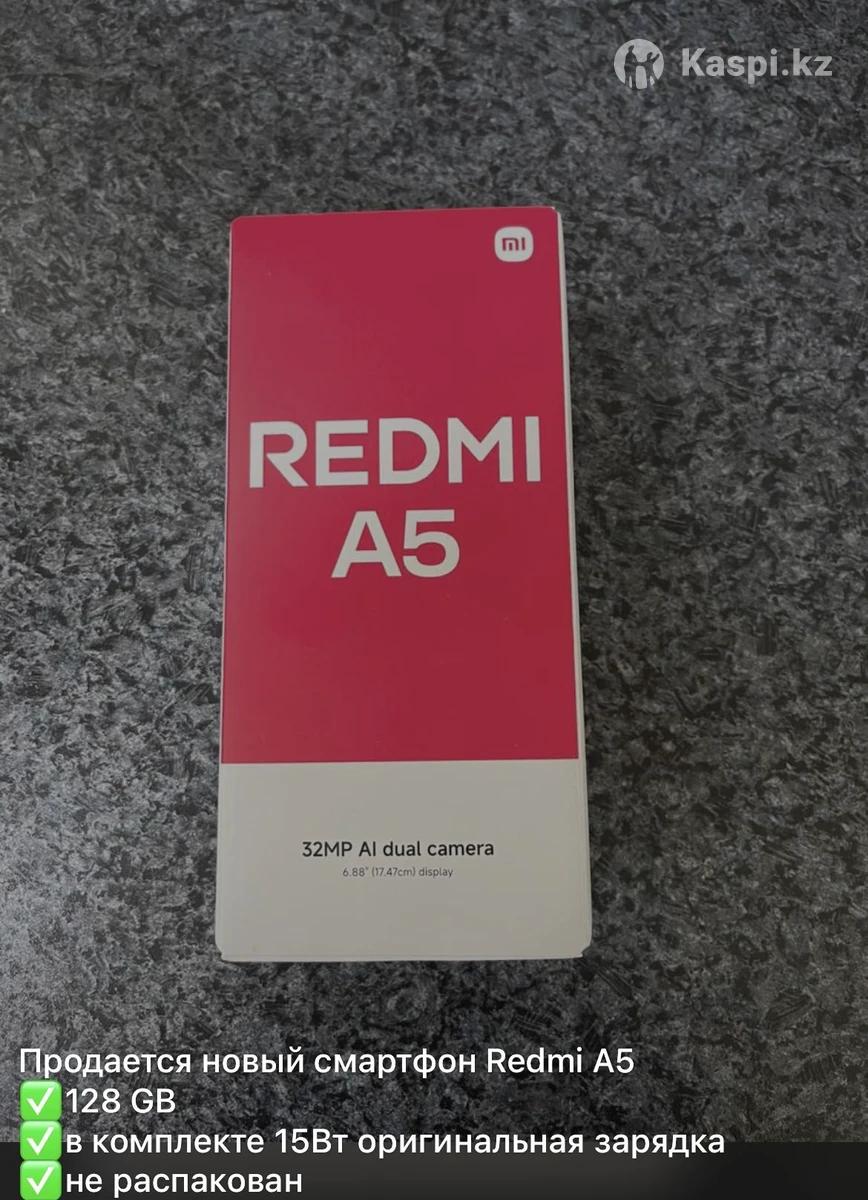 Kaspi.kz
mi
REDMI
A5
32MP AI dual camera
6.88" (17.47cm) display
Продается новый смартфон Redmi A5
✅128 GB
✅в комплекте 15Вт оригинальная зарядка
✅не распакован